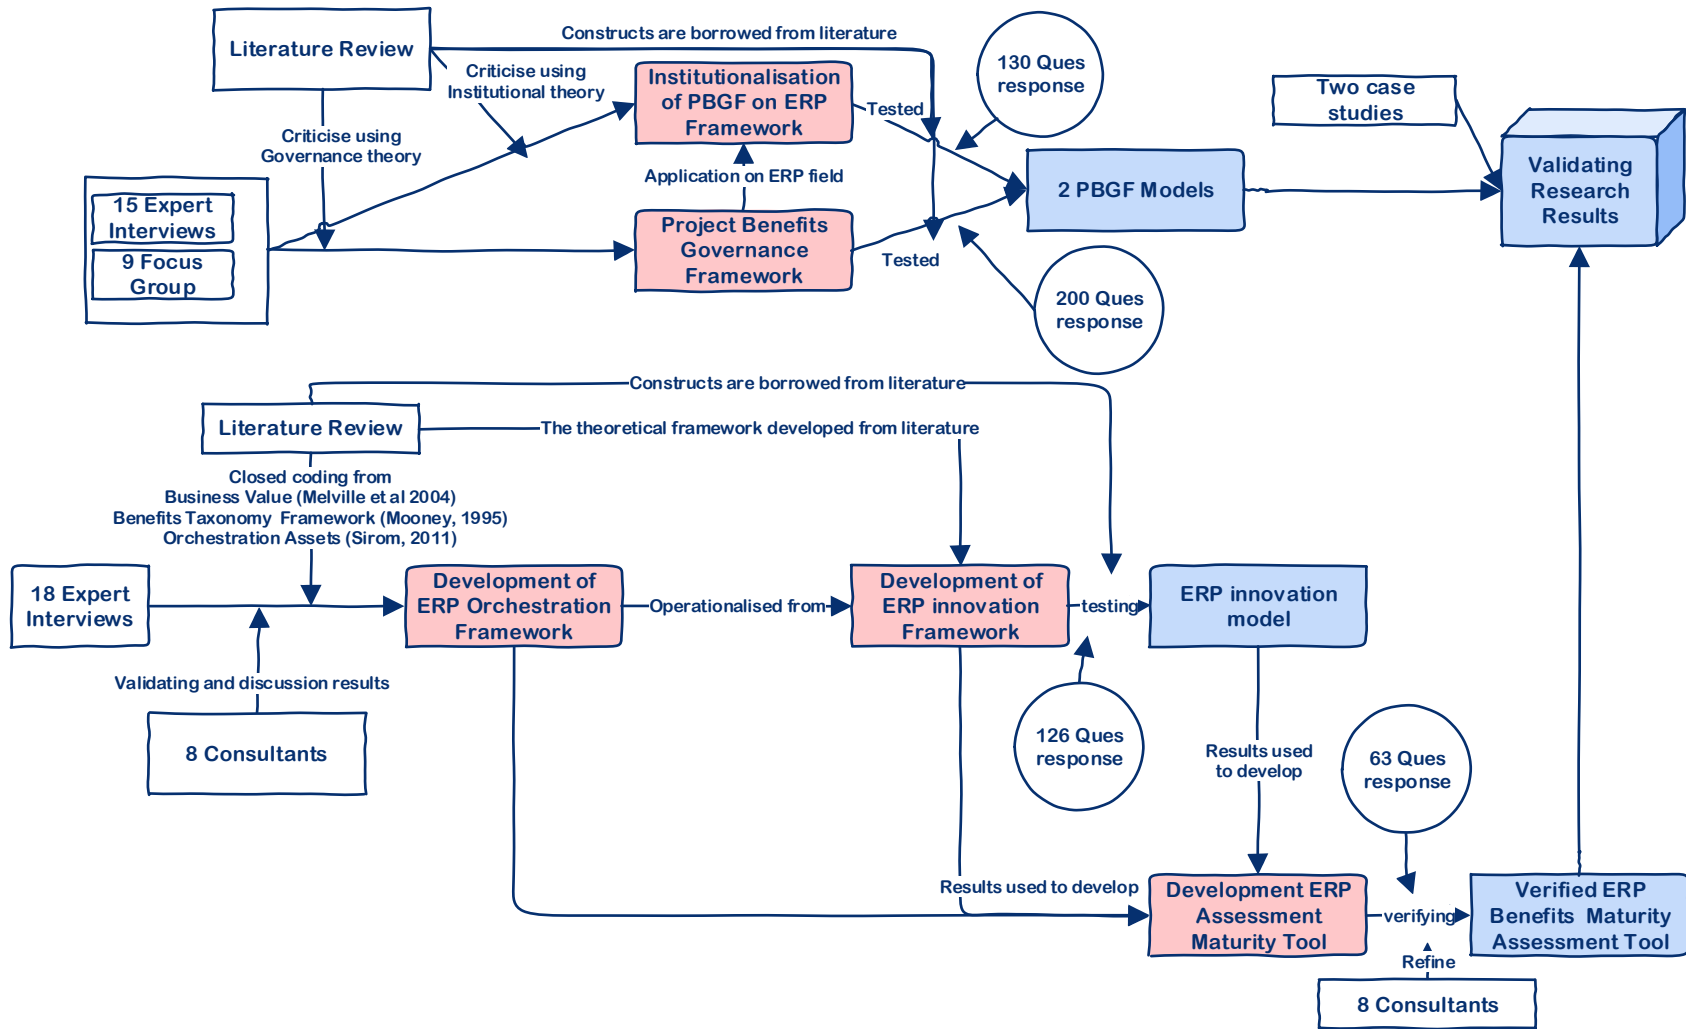 Literature Review
Constructs are borrowed from literature
Criticise using
Institutional theory
Criticise using
Governance theory
Institutionalisation
of PBGF on ERP
Framework
Tested
130 Ques
response
Two case
studies
Validating
Research
Results
15 Expert
Interviews
9 Focus
Group
Application on ERP field
Project Benefits
Governance
Framework
Tested
2 PBGF Models
200 Ques
response
Constructs are borrowed from literature
Literature Review
The theoretical framework developed from literature
Closed coding from
Business Value (Melville et al 2004)
Benefits Taxonomy Framework (Mooney, 1995)
Orchestration Assets (Sirom, 2011)
18 Expert
Interviews
Development of
ERP Orchestration
Framework
Operationalised from
Development of
ERP innovation
Framework
testing
ERP innovation
model
Validating and discussion results
8 Consultants
126 Ques
response
Results used
to develop
63 Ques
response
Results used to develop
Development ERP
Assessment
Maturity Tool
verifying
Verified ERP
Benefits Maturity
Assessment Tool
Refine
8 Consultants